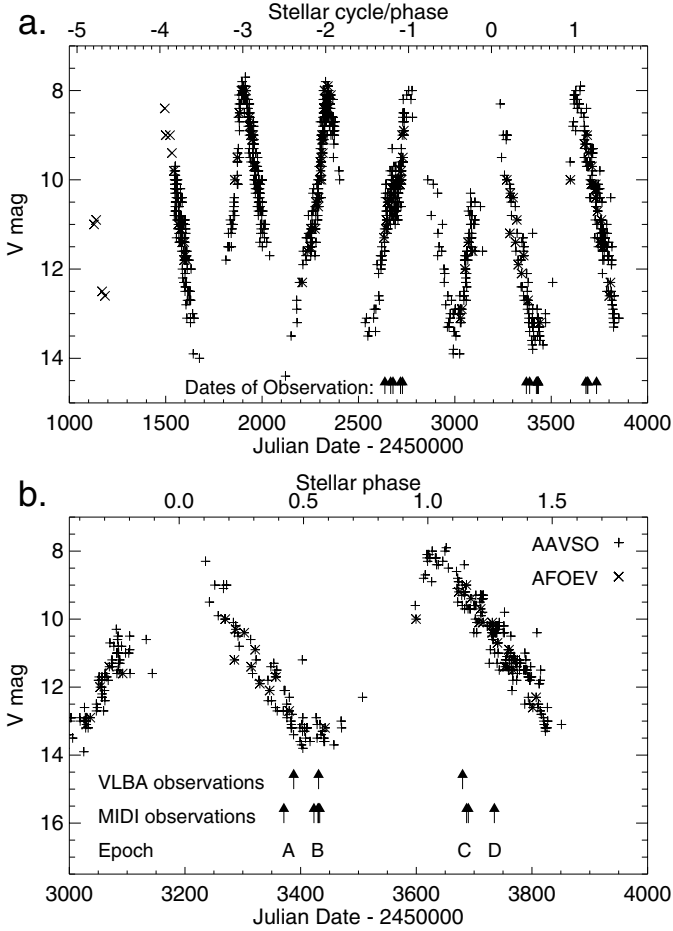 a.
Stellar cycle/phase
-5 -4 -3 -2 -1 0 1
8
10
12
14
V mag
Dates of Observation:
1000 1500 2000 2500 3000 3500 4000
Julian Date - 2450000
b.
Stellar phase
0.0 0.5 1.0 1.5
8
10
12
14
16
V mag
AAVSO +
AFOEV ×
VLBA observations
MIDI observations
Epoch A B C D
3000 3200 3400 3600 3800 4000
Julian Date - 2450000